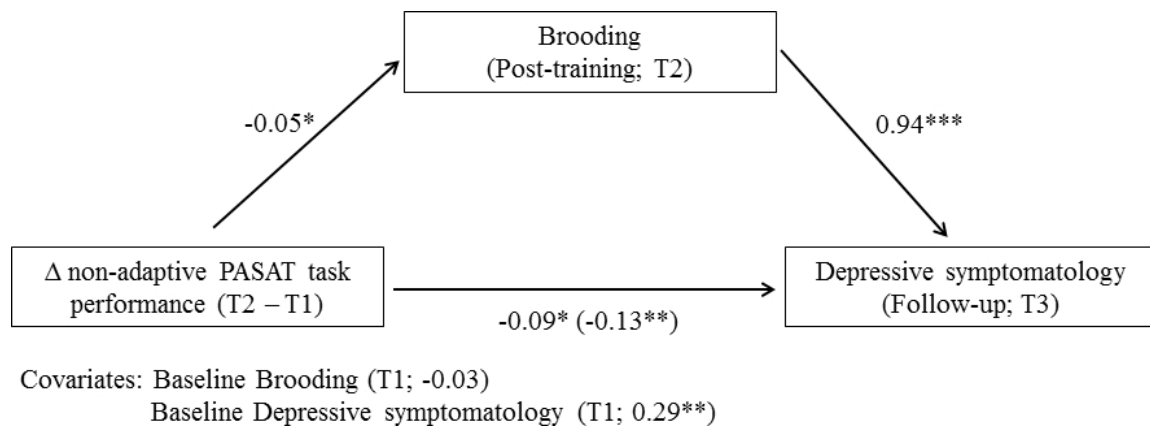 Brooding
(Post-training; T2)
-0.05*
0.94***
Δ non-adaptive PASAT task
performance (T2 – T1)
Depressive symptomatology
(Follow-up; T3)
-0.09* (-0.13**)
Covariates: Baseline Brooding (T1; -0.03)
Baseline Depressive symptomatology (T1; 0.29**)